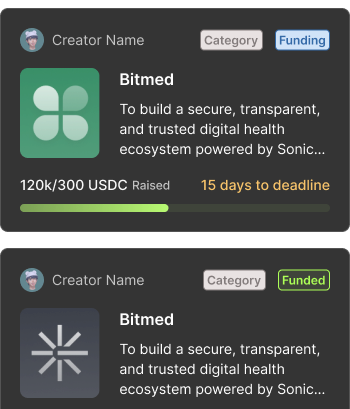 Creator Name Category Funding
Bitmed
To build a secure, transparent,
and trusted digital health
ecosystem powered by Sonic...
120k/300 USDC Raised 15 days to deadline
Creator Name Category Funded
Bitmed
To build a secure, transparent,
and trusted digital health
ecosystem powered by Sonic...